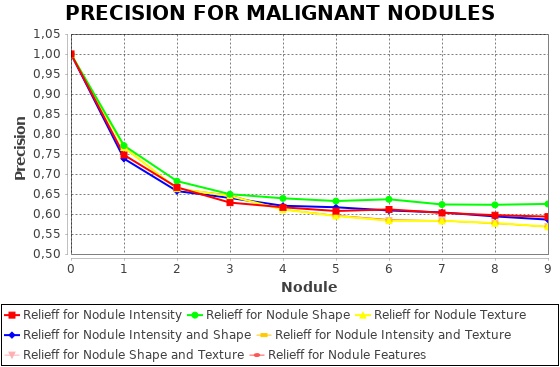 PRECISION FOR MALIGNANT NODULES
1,05
1,00
0,95
0,90
0,85
0,80
0,75
0,70
0,65
0,60
0,55
0,50
Precision
0 1 2 3 4 5 6 7 8 9
Nodule
Relieff for Nodule Intensity Relieff for Nodule Shape Relieff for Nodule Texture
Relieff for Nodule Intensity and Shape Relieff for Nodule Intensity and Texture
Relieff for Nodule Shape and Texture Relieff for Nodule Features